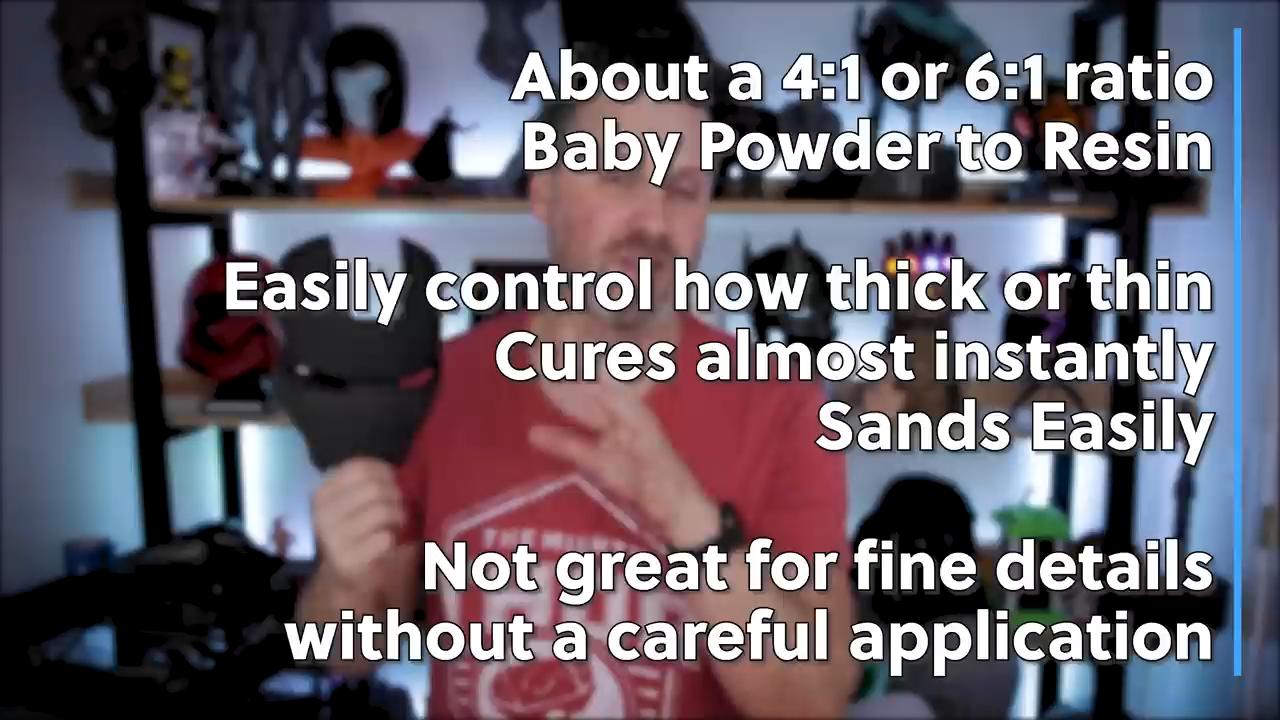 About a 4:1 or 6:1 ratio
Baby Powder to Resin
Easily control how thick or thin
Cures almost instantly
Sands Easily
Not great for fine details
without a careful application